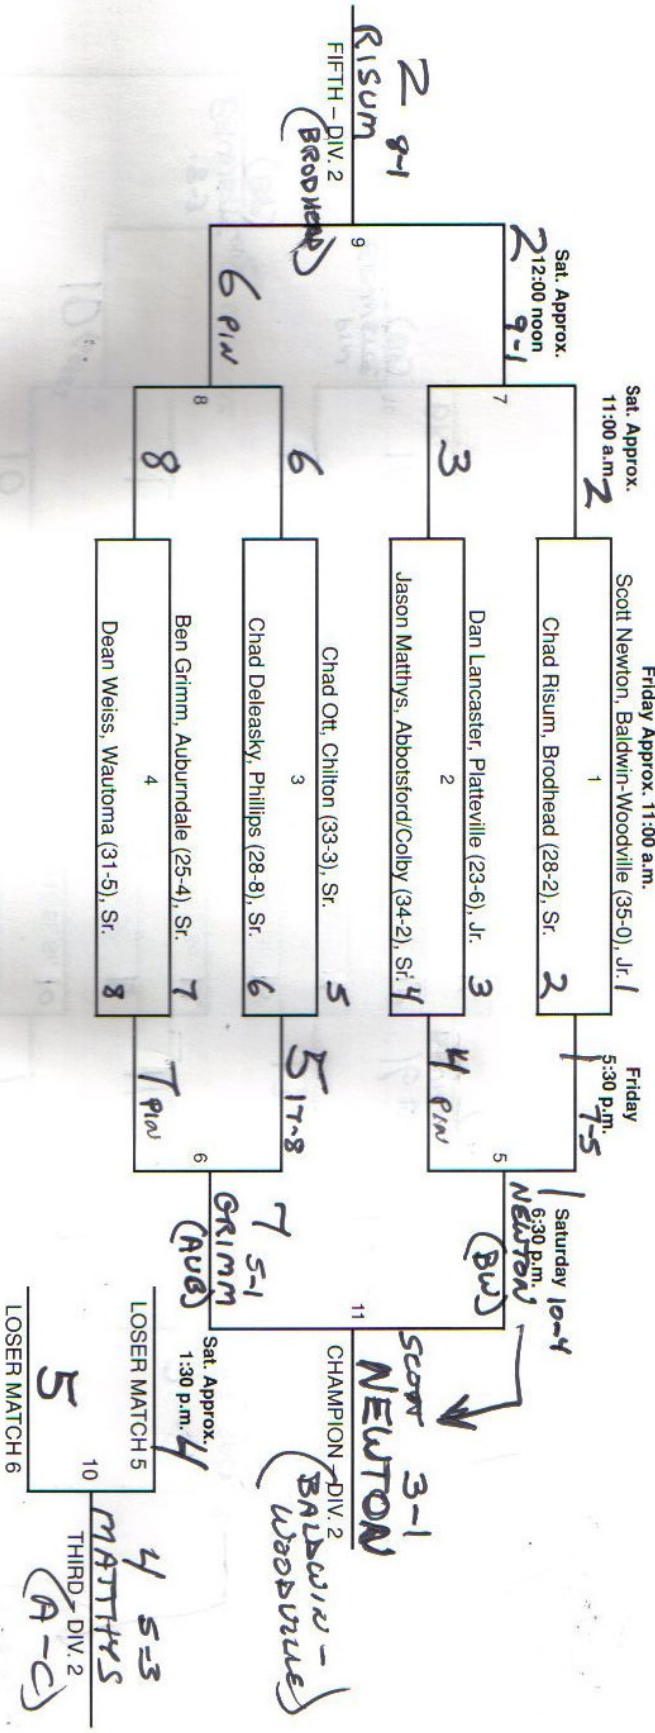 Friday Approx. 11:00 a.m.
Scott Newton, Baldwin-Woodville (35-0), Jr. 1
1
Chad Risum, Brodhead (28-2), Sr. 2
Dan Lancaster, Platteville (23-6), Jr. 3
2
Jason Matthys, Abbotsford/Colby (34-2), Sr. 4
Chad Ott, Chilton (33-3), Sr. 5
3
Chad Deleasky, Phillips (28-8), Sr. 6
Ben Grimm, Auburndale (25-4), Sr. 7
4
Dean Weiss, Wautoma (31-5), Sr. 8
Friday
5:30 p.m.
1 7-5
5
4 PIN
5 17-8
6
7 PIN
Saturday
6:30 p.m.
1 10-4
NEWTON
(BW)
7 5-1
GRIMM
(AUB)
11
SCOTT 3-1
NEWTON
CHAMPION - DIV. 2
(BALDWIN-
WOODVILLE)
Sat. Approx.
1:30 p.m. 4
LOSER MATCH 5
10
5
LOSER MATCH 6
4 5-3
MATTHYS
THIRD - DIV. 2
(A-C)
Sat. Approx.
11:00 a.m. 2
7
3
6
8
8
Sat. Approx.
12:00 noon
2 9-1
9
6 PIN
2 8-1
RISUM
FIFTH - DIV. 2
(BRODHEAD)